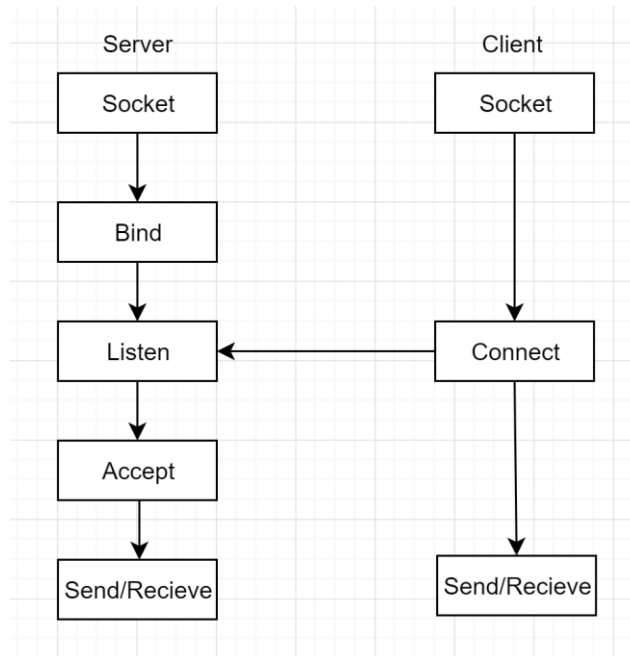 Server
Client
Socket
Socket
Bind
Listen
Connect
Accept
Send/Recieve
Send/Recieve